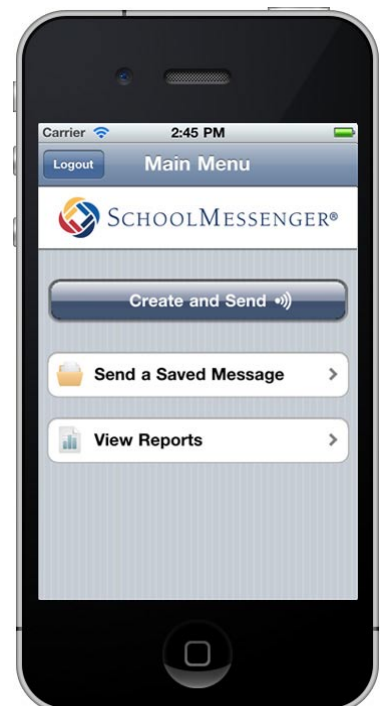 Carrier 2:45 PM
Logout Main Menu
SCHOOLMESSENGER®
Create and Send
Send a Saved Message
View Reports